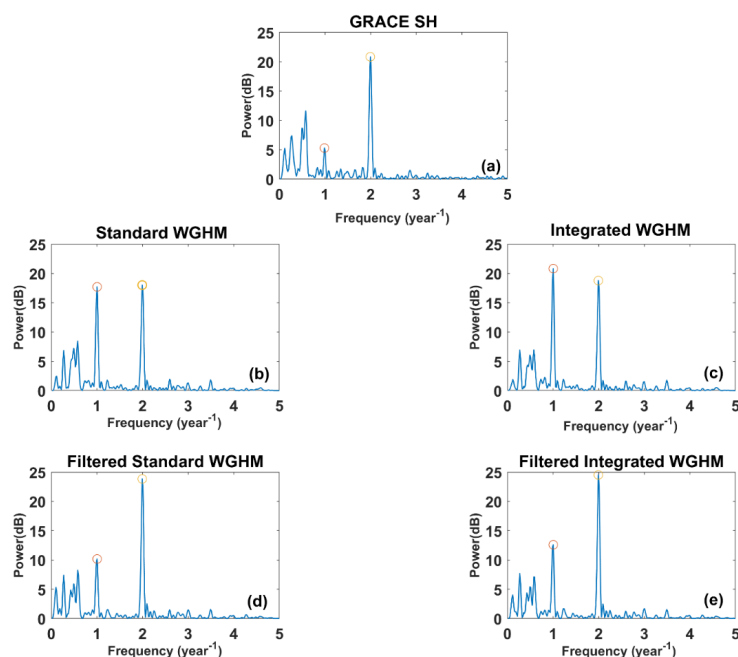 GRACE SH
25
20
15
10
5
0
Power(dB)
(a)
0 1 2 3 4 5
Frequency (year-1)
Standard WGHM
25
20
15
10
5
0
Power(dB)
(b)
0 1 2 3 4 5
Frequency (year-1)
Integrated WGHM
25
20
15
10
5
0
Power(dB)
(c)
0 1 2 3 4 5
Frequency (year-1)
Filtered Standard WGHM
25
20
15
10
5
0
Power(dB)
(d)
0 1 2 3 4 5
Frequency (year-1)
Filtered Integrated WGHM
25
20
15
10
5
0
Power(dB)
(e)
0 1 2 3 4 5
Frequency (year-1)